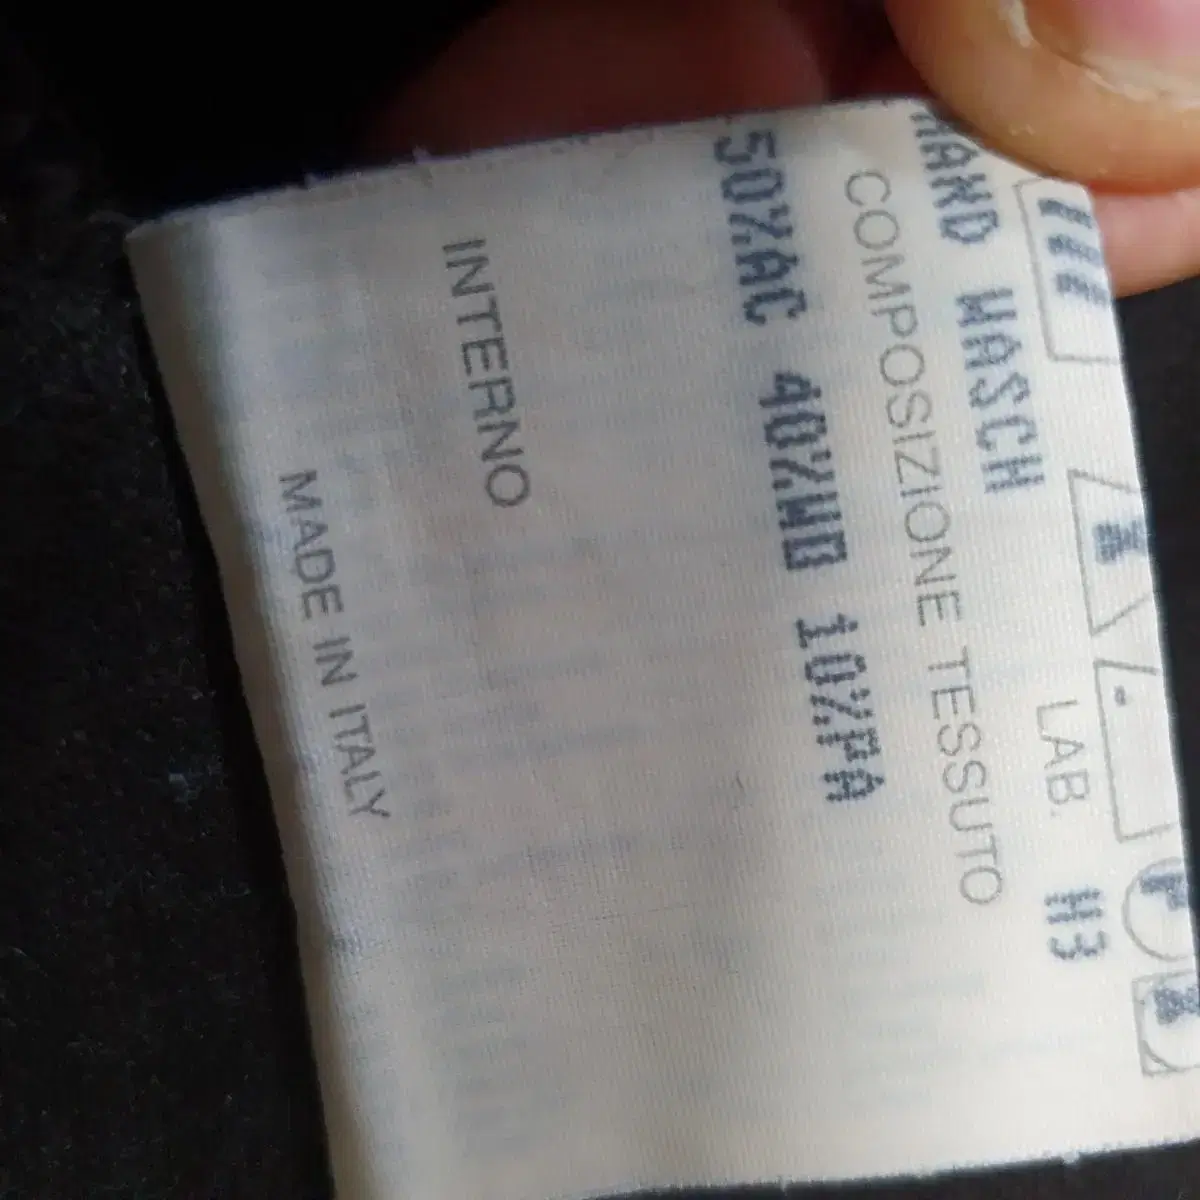 HAND WASCH
LAB. H3
COMPOSIZIONE TESSUTO
50%AC 40%WO 10%PA
INTERNO
MADE IN ITALY